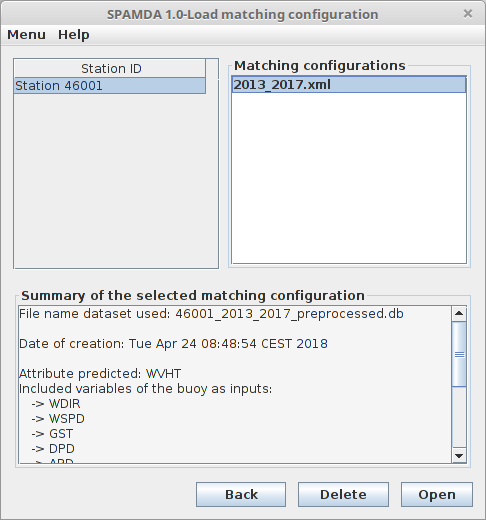 SPAMDA 1.0-Load matching configuration
Menu Help
Station ID
Station 46001
Matching configurations
2013_2017.xml
Summary of the selected matching configuration
File name dataset used: 46001_2013_2017_preprocessed.db
Date of creation: Tue Apr 24 08:48:54 CEST 2018
Attribute predicted: WVHT
Included variables of the buoy as inputs:
-> WDIR
-> WSPD
-> GST
-> DPD
-> APD
Back Delete Open